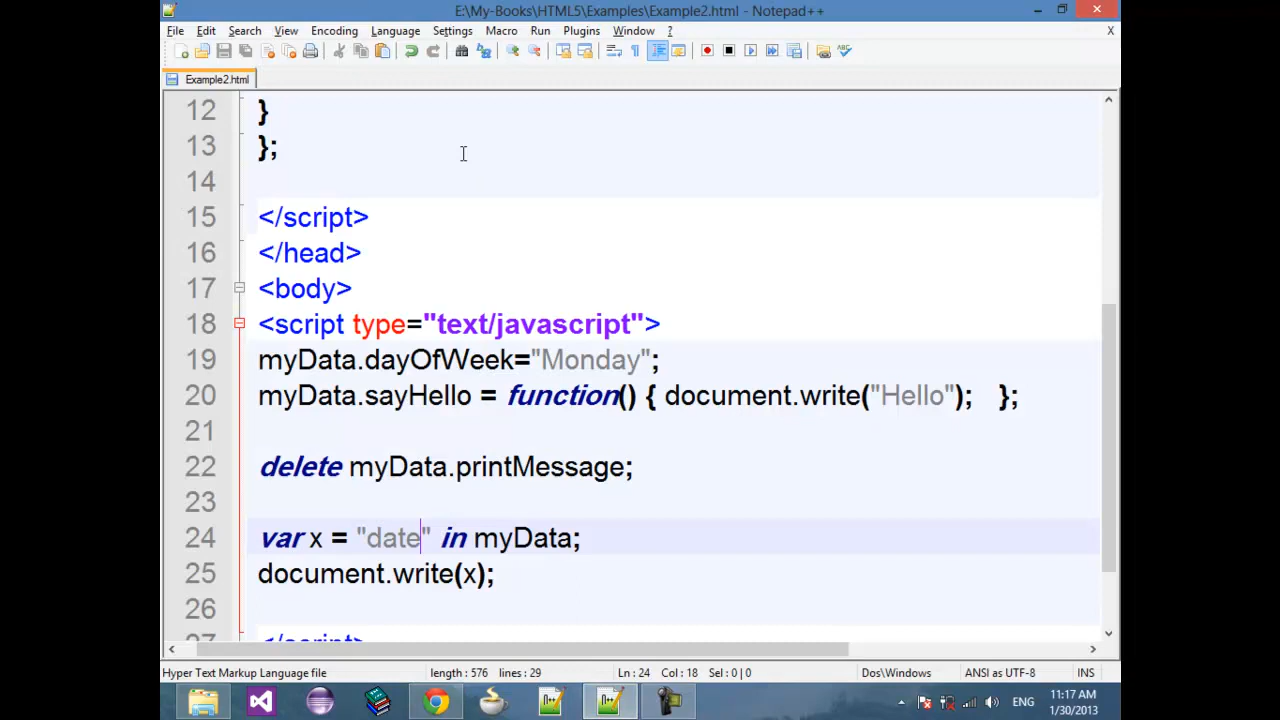 E:\My-Books\HTML5\Examples\Example2.html - Notepad++
File Edit Search View Encoding Language Settings Macro Run Plugins Window ? X
Example2.html
12 }
13 };
14
15 </script>
16 </head>
17 <body>
18 <script type="text/javascript">
19 myData.dayOfWeek="Monday";
20 myData.sayHello = function() { document.write("Hello"); };
21
22 delete myData.printMessage;
23
24 var x = "date" in myData;
25 document.write(x);
26
27 </script>
Hyper Text Markup Language file length : 576 lines : 29 Ln : 24 Col : 18 Sel : 0 | 0 Dos\Windows ANSI as UTF-8 INS
ENG
11:17 AM
1/30/2013